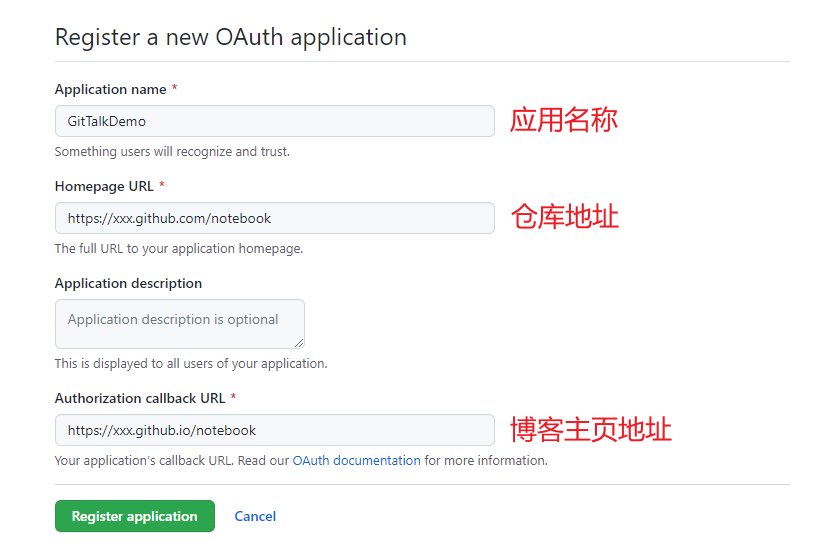 Register a new OAuth application
Application name *
GitTalkDemo 应用名称
Something users will recognize and trust.
Homepage URL *
https://xxx.github.com/notebook 仓库地址
The full URL to your application homepage.
Application description
Application description is optional
This is displayed to all users of your application.
Authorization callback URL *
https://xxx.github.io/notebook 博客主页地址
Your application's callback URL. Read our OAuth documentation for more information.
Register application Cancel